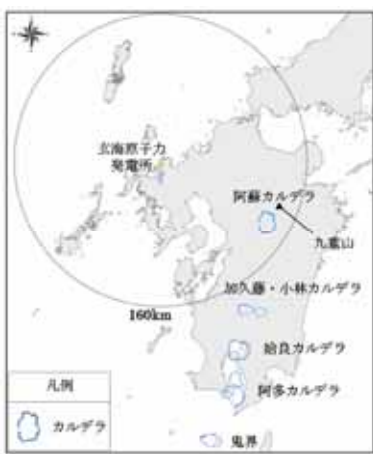 玄海原子力
発電所
阿蘇カルデラ
九重山
加久藤・小林カルデラ
160km
姶良カルデラ
阿多カルデラ
鬼界
凡例
カルデラ